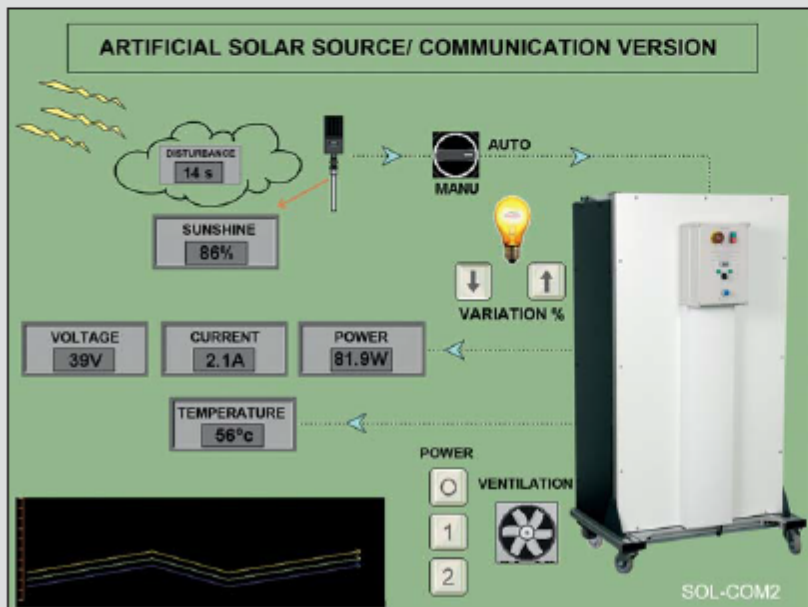 ARTIFICIAL SOLAR SOURCE/ COMMUNICATION VERSION
DISTURBANCE
14 s
AUTO
MANU
SUNSHINE
86%
VARIATION %
VOLTAGE
39V
CURRENT
2.1A
POWER
81.9W
TEMPERATURE
56°c
POWER
O
VENTILATION
1
2
SOL-COM2